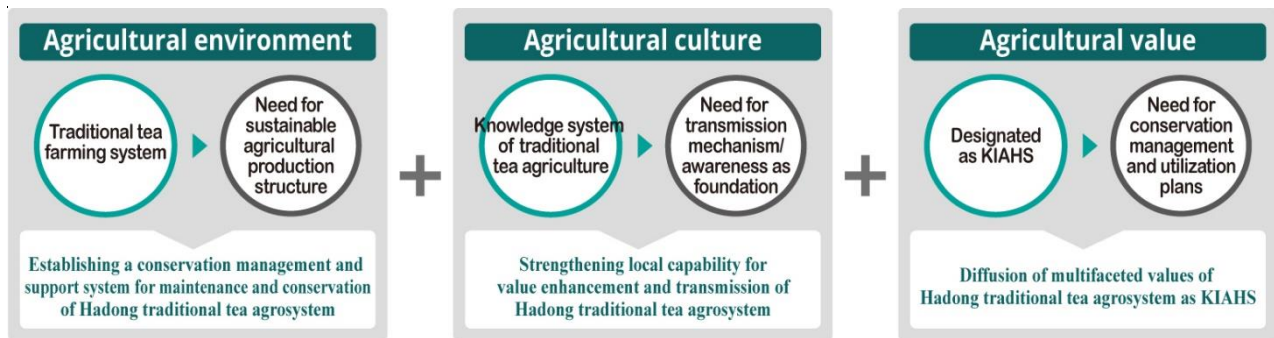 Agricultural environment
Traditional tea
farming system
Need for
sustainable
agricultural
production
structure
Establishing a conservation management and
support system for maintenance and conservation
of Hadong traditional tea agrosystem
+
Agricultural culture
Knowledge system
of traditional
tea agriculture
Need for
transmission
mechanism/
awareness as
foundation
Strengthening local capability for
value enhancement and transmission of
Hadong traditional tea agrosystem
+
Agricultural value
Designated
as KIAHS
Need for
conservation
management
and utilization
plans
Diffusion of multifaceted values of
Hadong traditional tea agrosystem as KIAHS